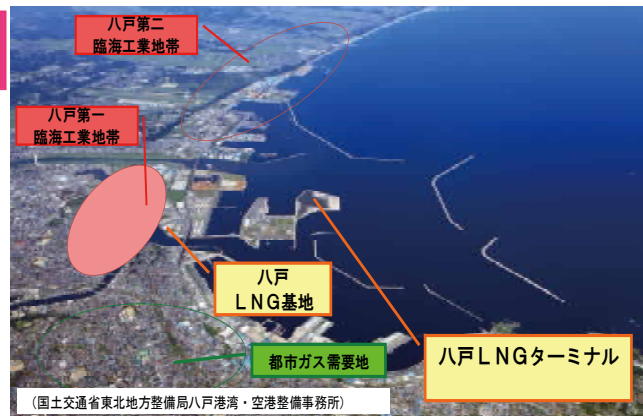 八戸第二
臨海工業地帯
八戸第一
臨海工業地帯
八戸
LNG基地
都市ガス需要地
八戸LNGターミナル
(国土交通省東北地方整備局八戸港湾・空港整備事務所)